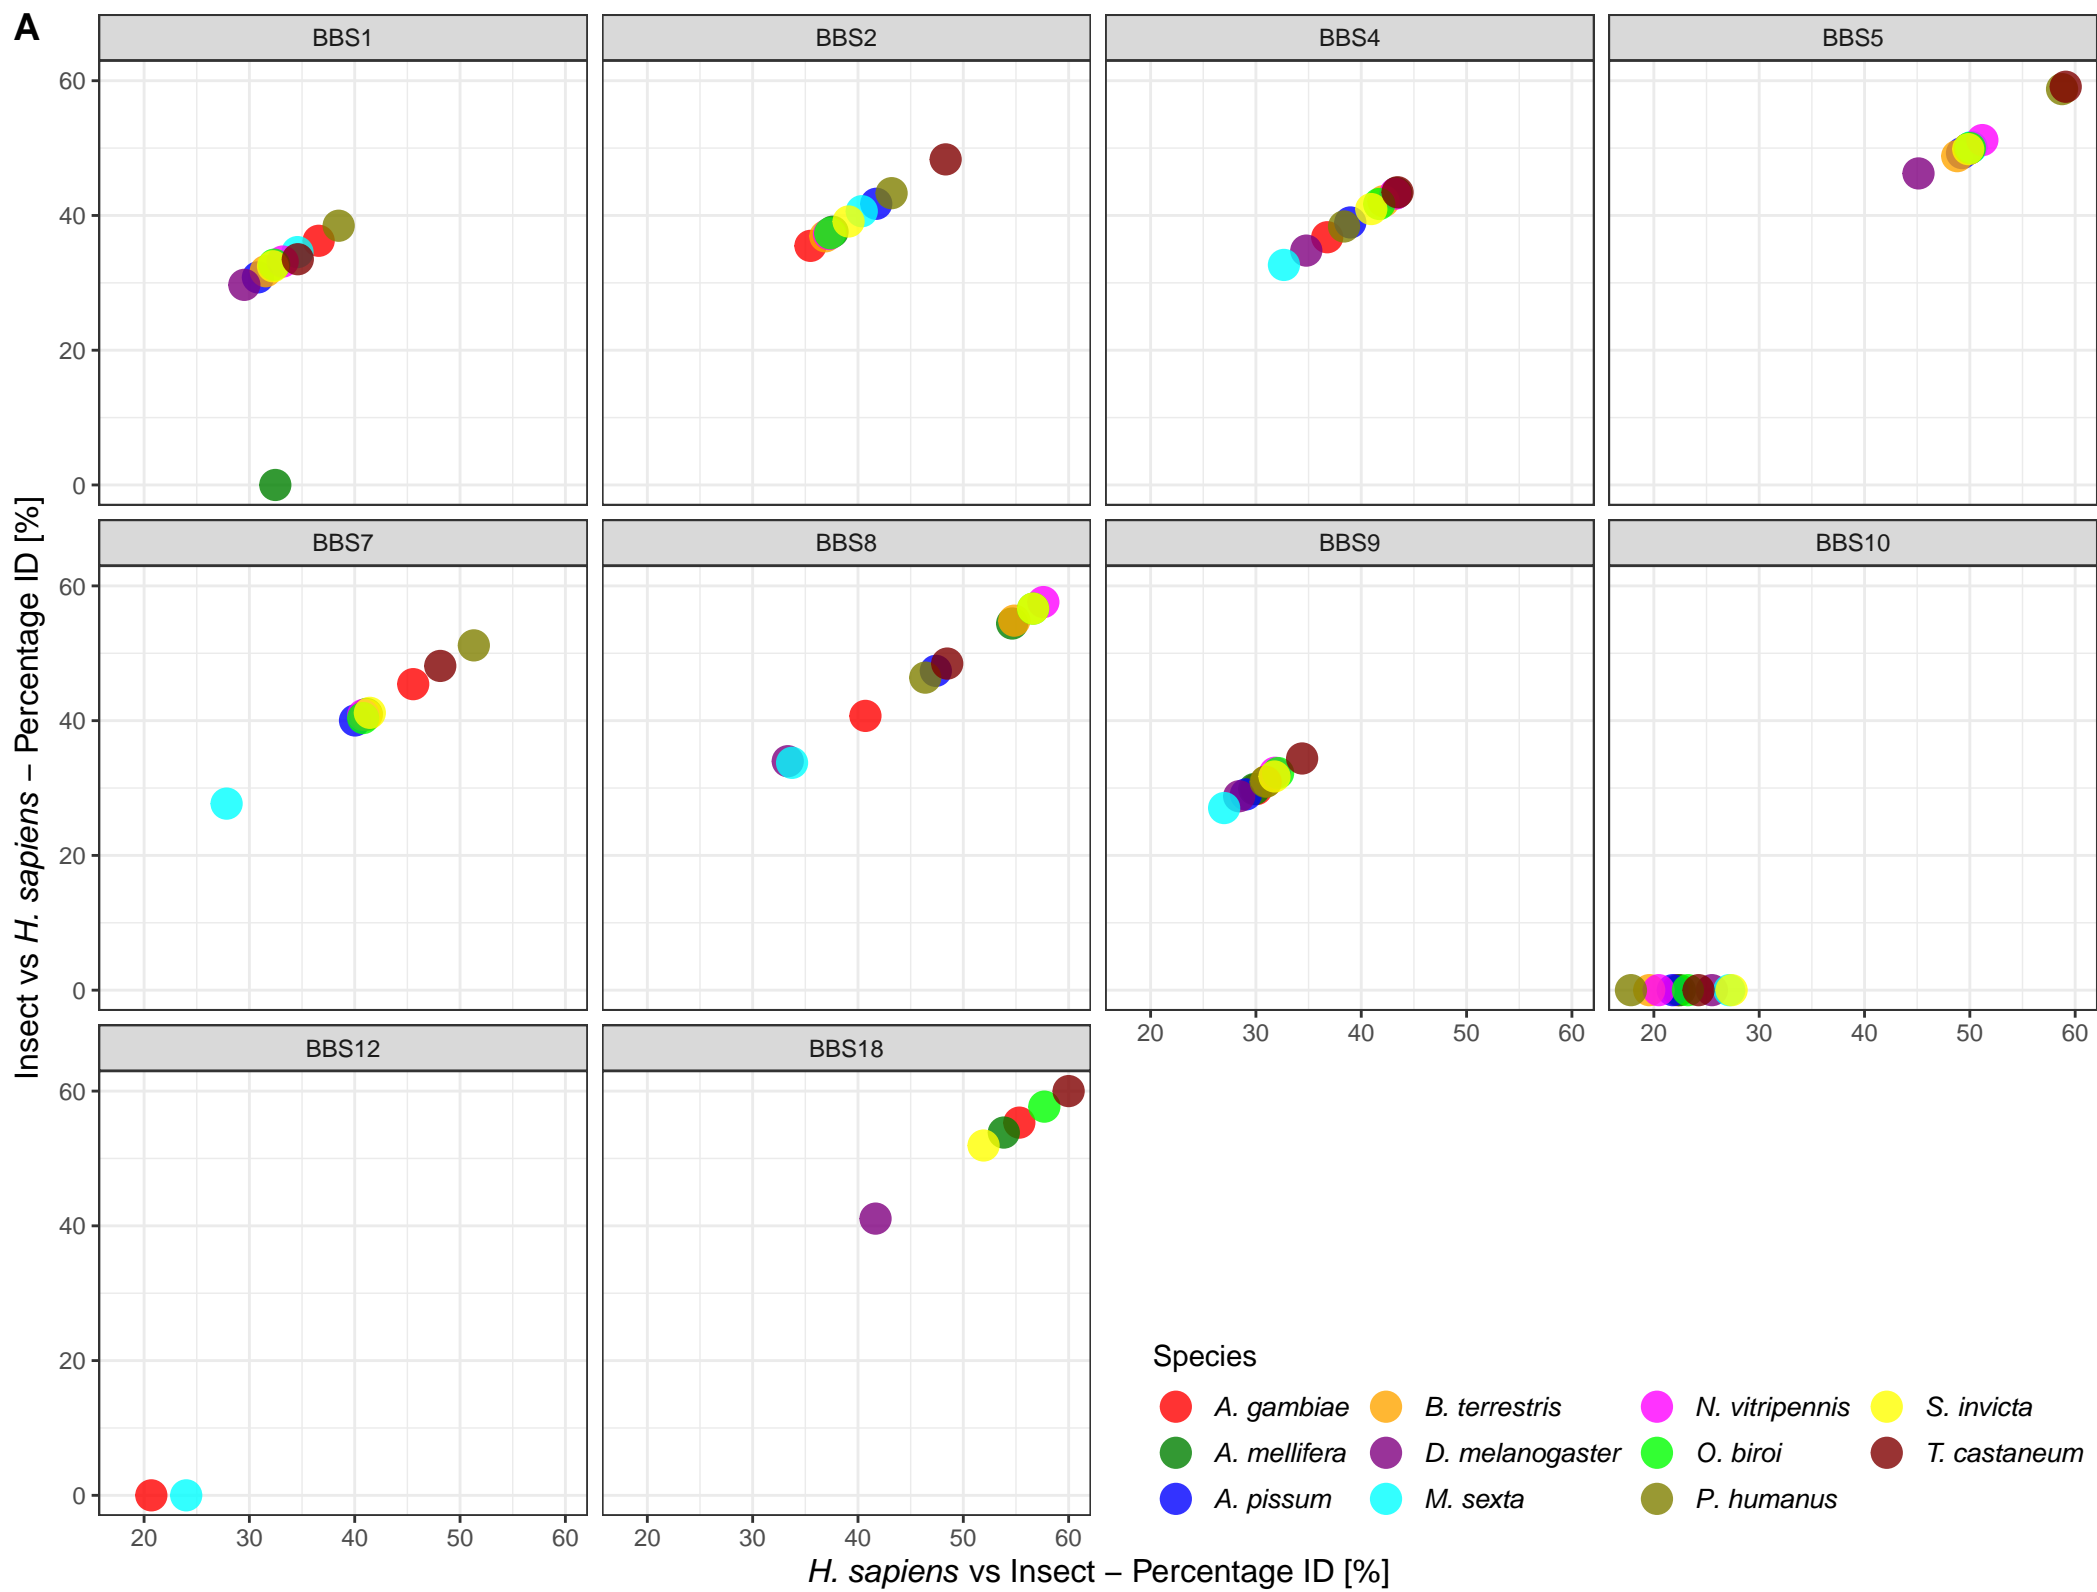 A
BBS1 BBS2 BBS4 BBS5
60
40
20
0
BBS7 BBS8 BBS9 BBS10
60
40
20
0
20 30 40 50 60 20 30 40 50 60
BBS12 BBS18
60
40
20
0
20 30 40 50 60 20 30 40 50 60
Insect vs H. sapiens – Percentage ID [%]
H. sapiens vs Insect – Percentage ID [%]
Species
A. gambiae B. terrestris N. vitripennis S. invicta
A. mellifera D. melanogaster O. biroi T. castaneum
A. pissum M. sexta P. humanus